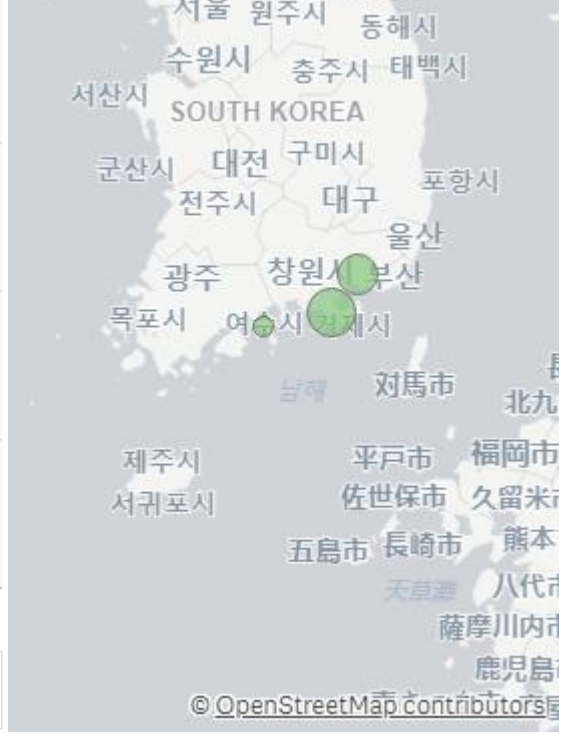 서울 원주시
동해시
수원시
충주시 태백시
서산시
SOUTH KOREA
군산시 대전 구미시
포항시
전주시 대구
울산
광주 창원시 부산
목포시 여수시 거제시
남해
対馬市
北九
제주시 平戸市 福岡市
서귀포시 佐世保市 久留米市
五島市 長崎市 熊本
天草灘 八代市
薩摩川内市
鹿児島
© OpenStreetMap contributors